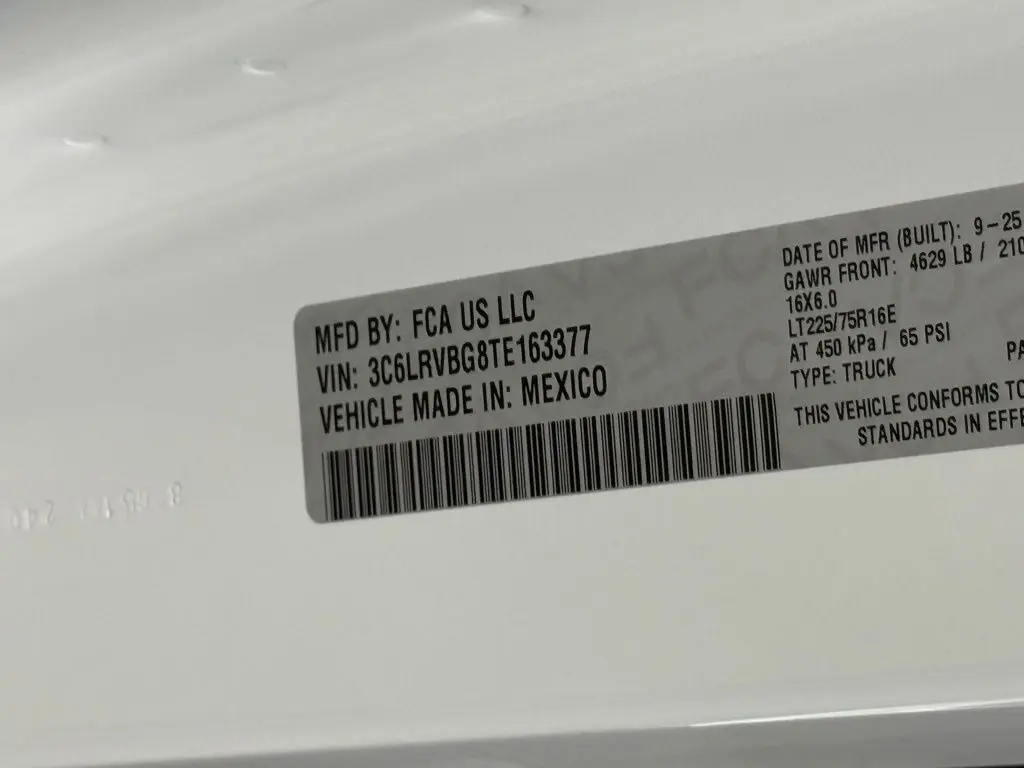 MFD BY: FCA US LLC
VIN: 3C6LRVBG8TE163377
VEHICLE MADE IN: MEXICO
DATE OF MFR (BUILT): 9-25
GAWR FRONT: 4629 LB / 210
16X6.0
LT225/75R16E
AT 450 kPa / 65 PSI
TYPE: TRUCK
PA
THIS VEHICLE CONFORMS TO
STANDARDS IN EFFE